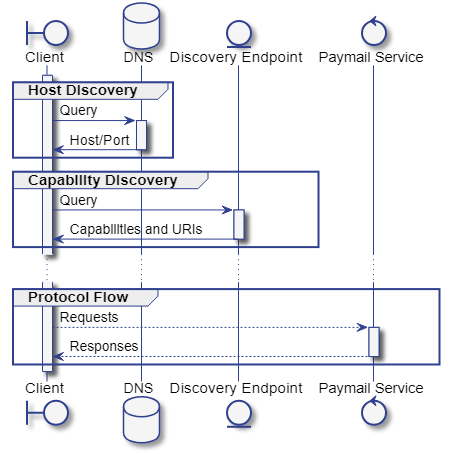 Client DNS Discovery Endpoint Paymail Service
Host Discovery
Query
Host/Port
Capability Discovery
Query
Capabilities and URIs
Protocol Flow
Requests
Responses
Client DNS Discovery Endpoint Paymail Service